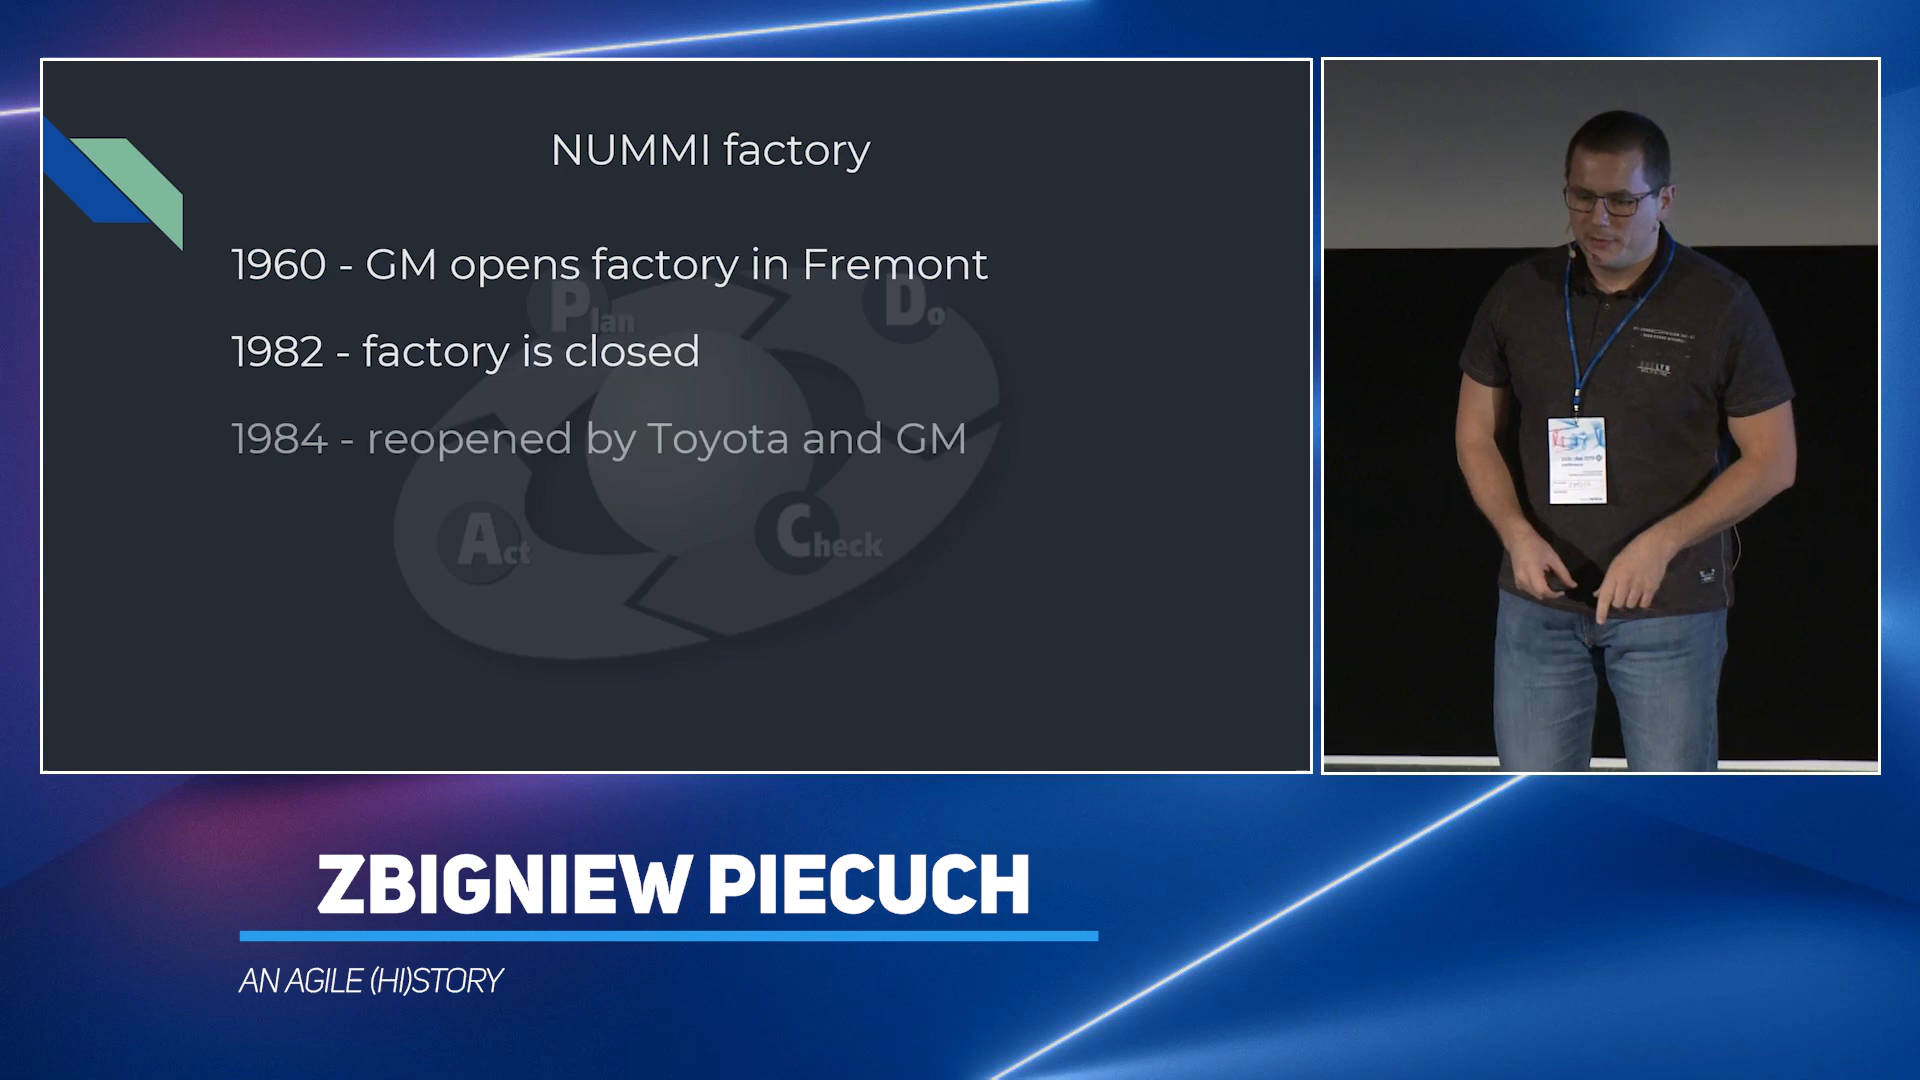 NUMMI factory
1960 - GM opens factory in Fremont
Plan
Do
1982 - factory is closed
1984 - reopened by Toyota and GM
Act
Check
ZBIGNIEW PIECUCH
AN AGILE (HI)STORY